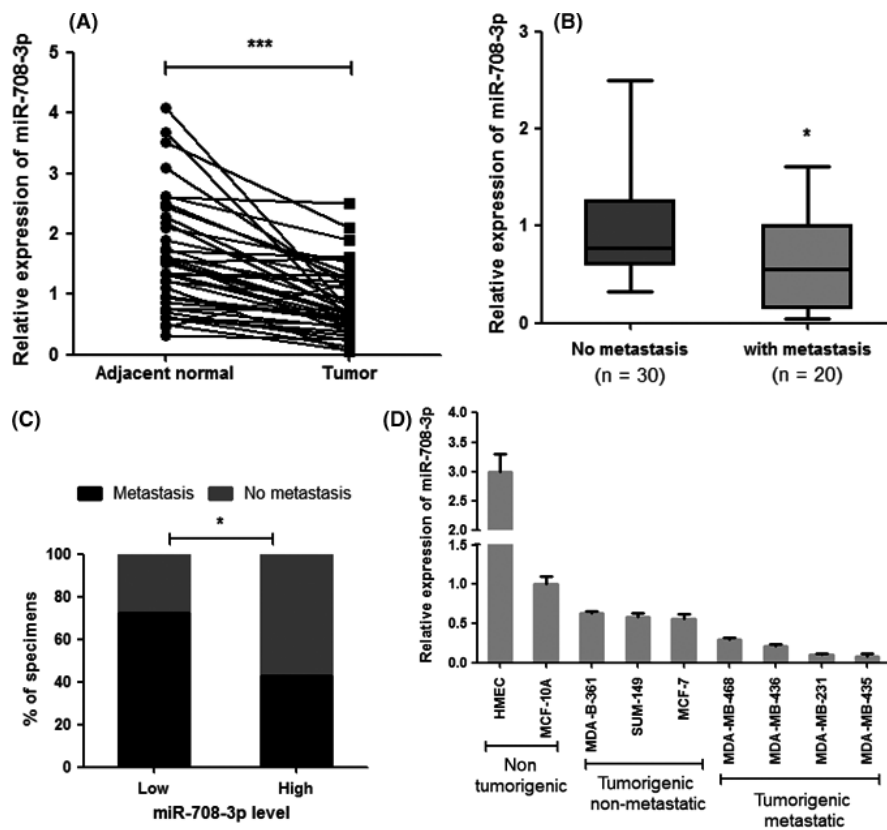 (A)
Relative expression of miR-708-3p
5
4
3
2
1
0
***
Adjacent normal
Tumor
(B)
Relative expression of miR-708-3p
3
2
1
0
*
No metastasis
(n = 30)
with metastasis
(n = 20)
(C)
Metastasis
No metastasis
*
% of specimens
100
80
60
40
20
0
Low
High
miR-708-3p level
(D)
Relative expression of miR-708-3p
4.0
3.5
3.0
2.5
2.0
1.5
1.0
0.5
0.0
HMEC
MCF-10A
MDA-B-361
SUM-149
MCF-7
MDA-MB-468
MDA-MB-436
MDA-MB-231
MDA-MB-435
Non
tumorigenic
Tumorigenic
non-metastatic
Tumorigenic
metastatic